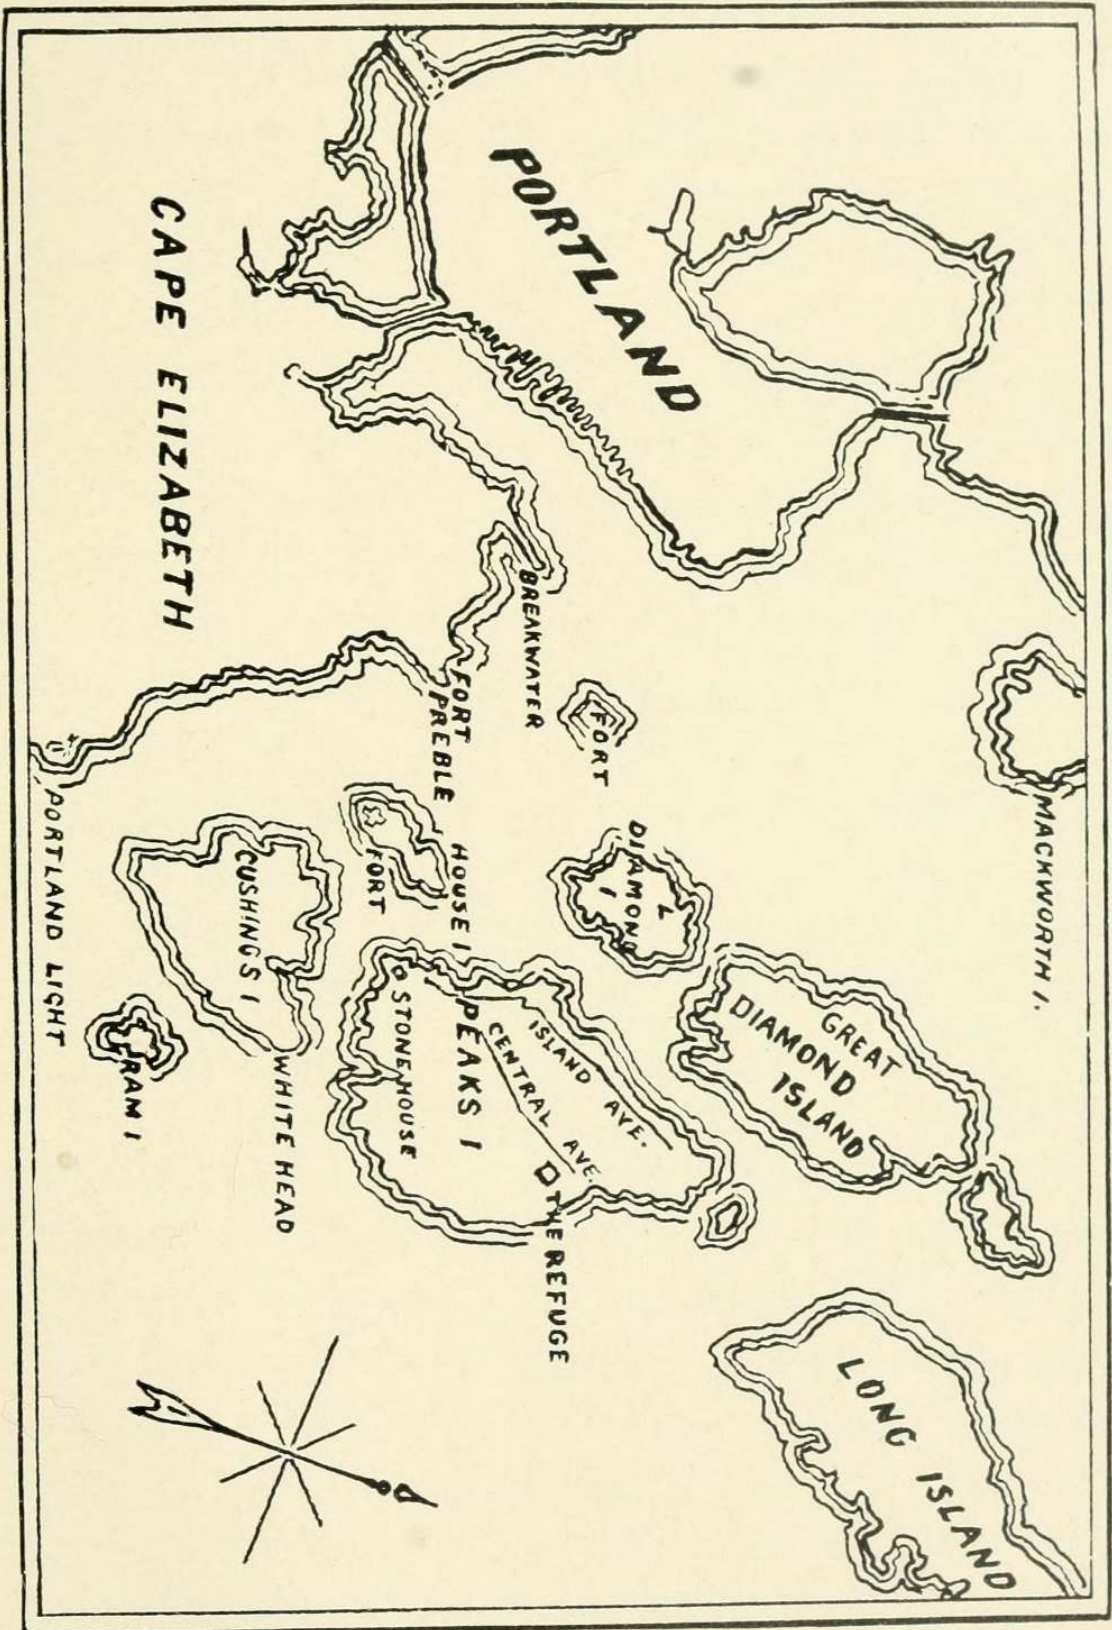 PORTLAND
CAPE ELIZABETH
MACKWORTH I.
BREAKWATER
FORT
FORT
PREBLE
FORT
HOUSE I
L
DIAMOND
I
GREAT
DIAMOND
ISLAND
LONG ISLAND
ISLAND AVE.
CENTRAL AVE.
PEAKS I
STONE HOUSE
THE REFUGE
CUSHINGS I
WHITE HEAD
RAM I
PORTLAND LIGHT